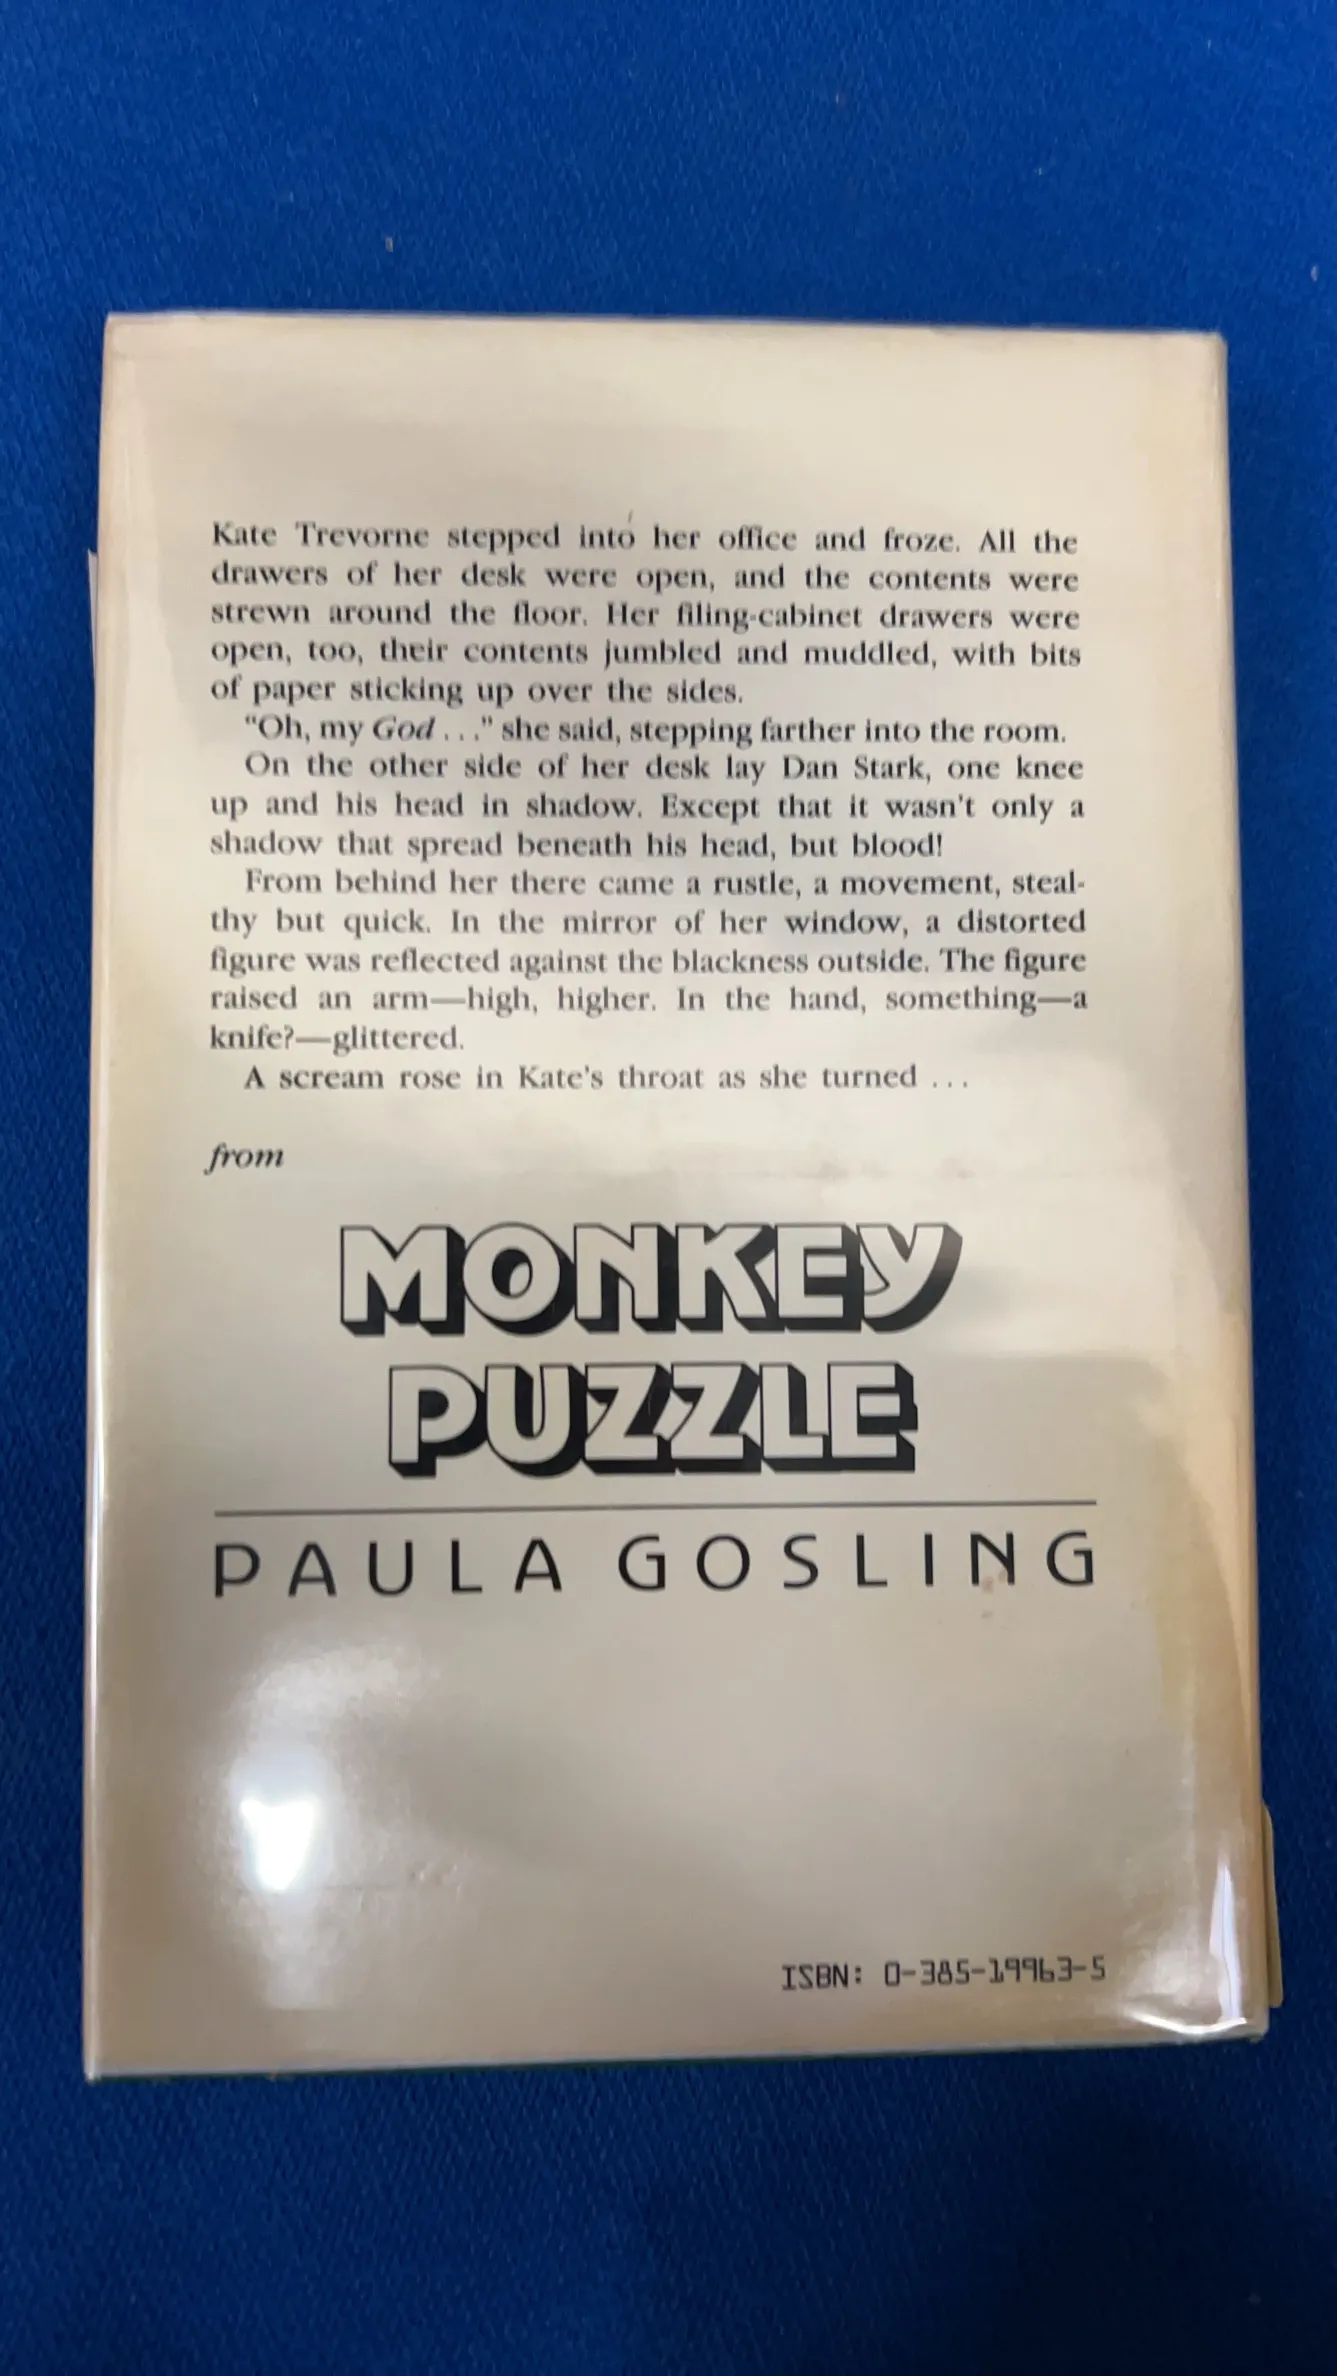 Kate Trevorne stepped into her office and froze. All the
drawers of her desk were open, and the contents were
strewn around the floor. Her filing-cabinet drawers were
open, too, their contents jumbled and muddled, with bits
of paper sticking up over the sides.
"Oh, my God . . ." she said, stepping farther into the room.
On the other side of her desk lay Dan Stark, one knee
up and his head in shadow. Except that it wasn't only a
shadow that spread beneath his head, but blood!
From behind her there came a rustle, a movement, steal-
thy but quick. In the mirror of her window, a distorted
figure was reflected against the blackness outside. The figure
raised an arm—high, higher. In the hand, something—a
knife?—glittered.
A scream rose in Kate's throat as she turned . . .
from
MONKEY
PUZZLE
PAULA GOSLING
ISBN: 0-385-19963-5